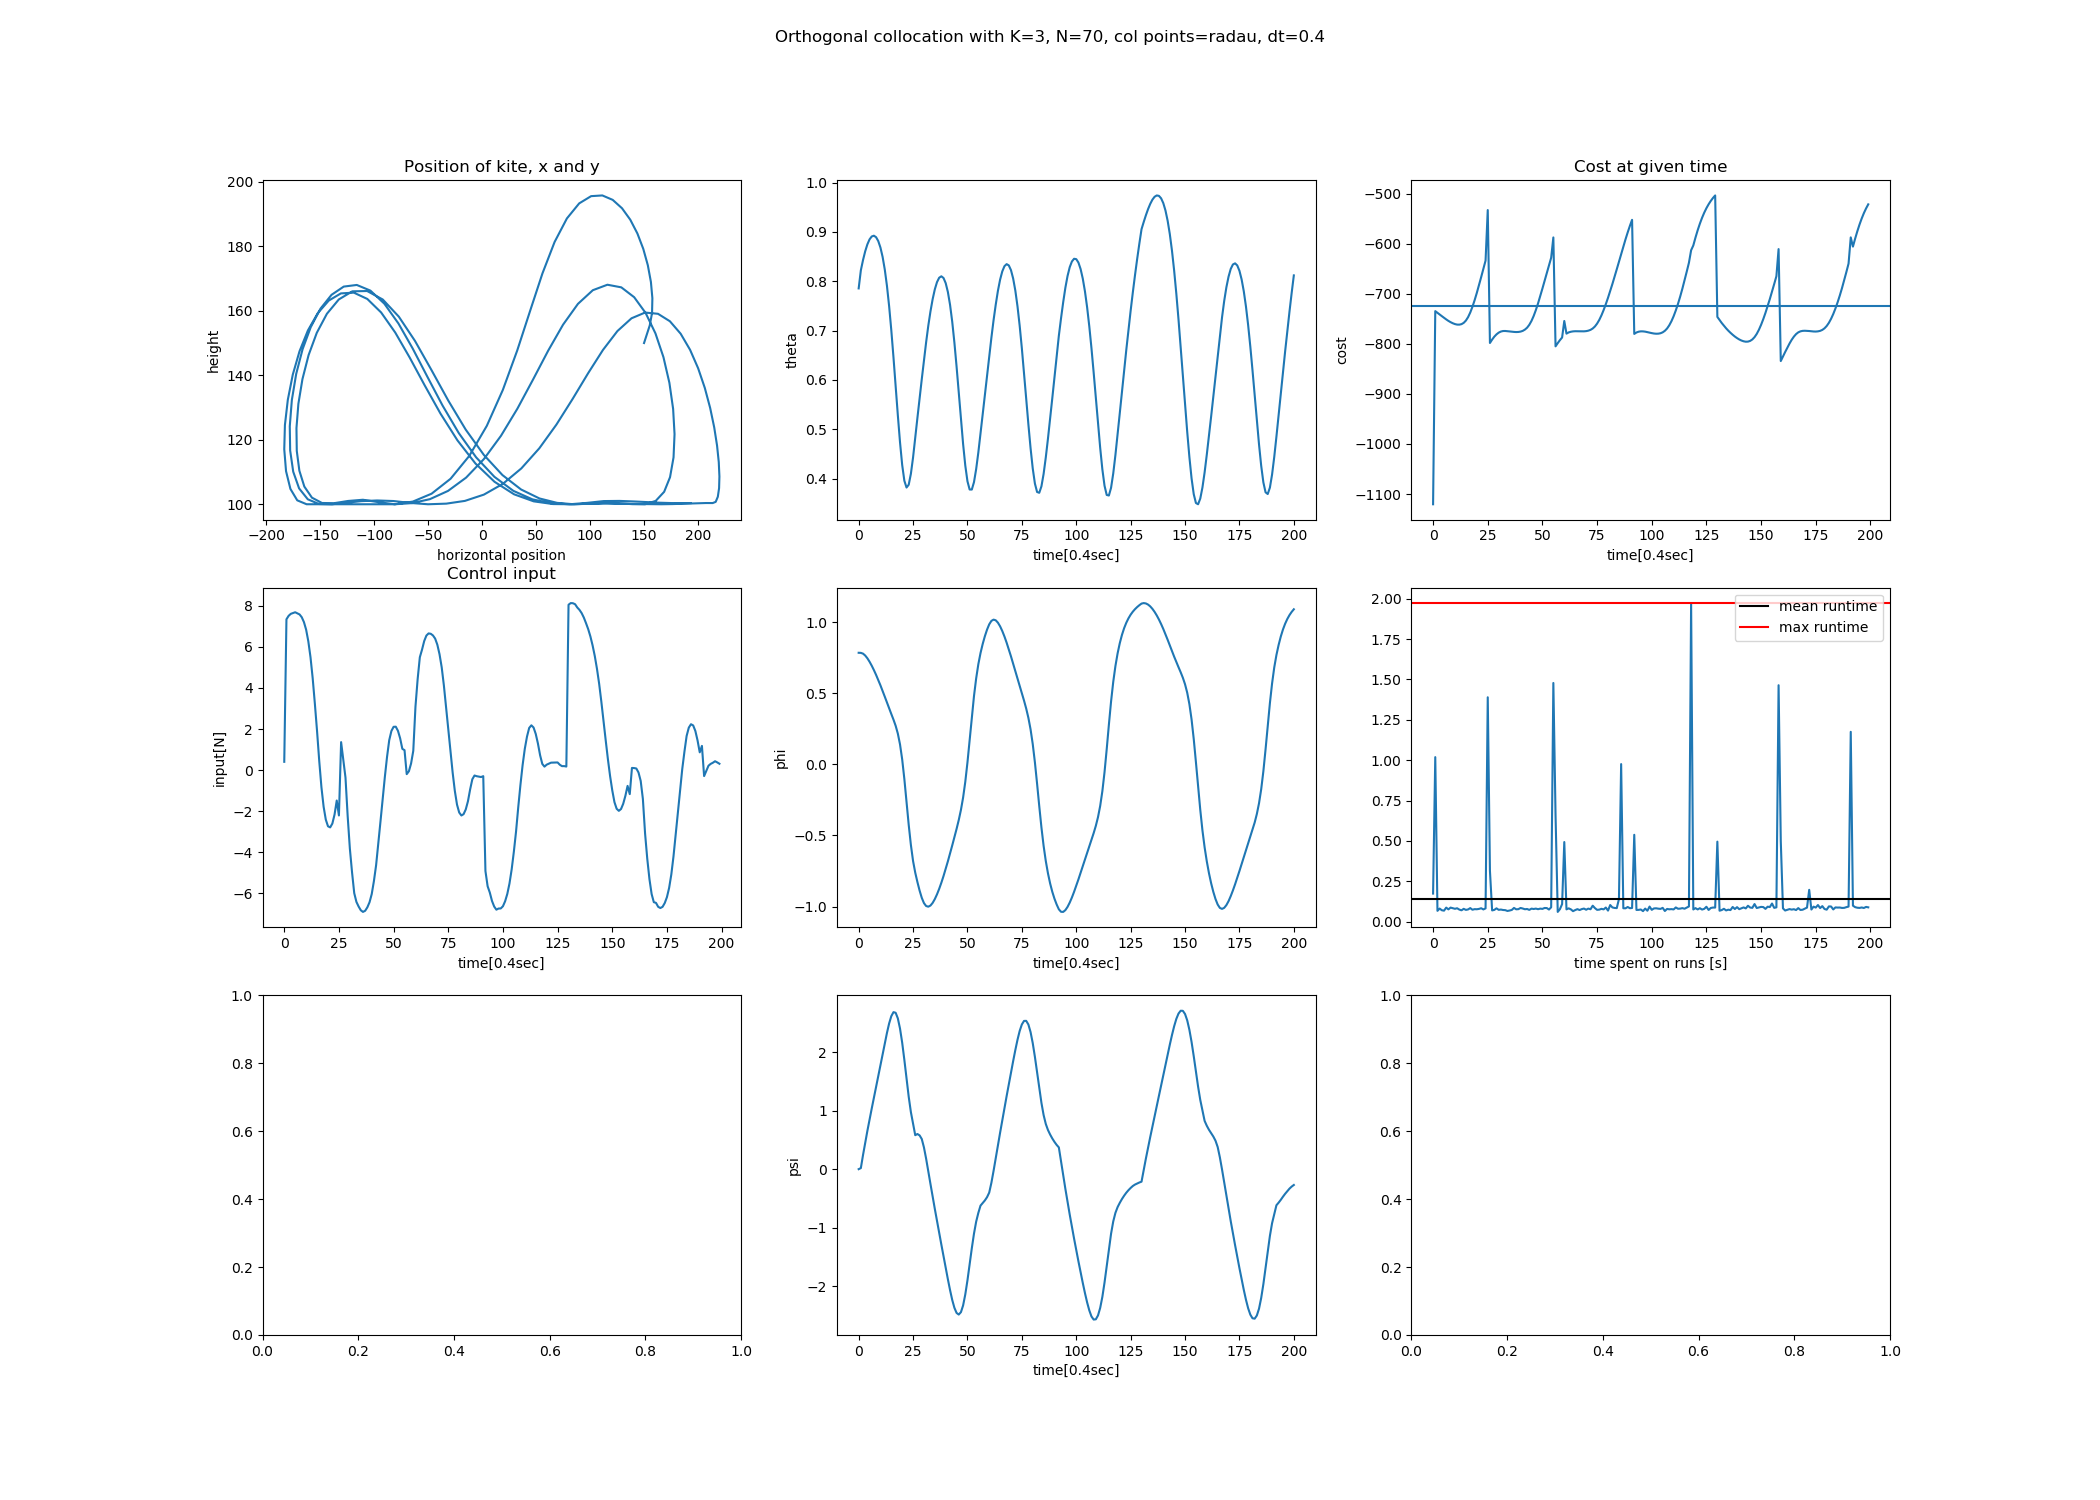 Orthogonal collocation with K=3, N=70, col points=radau, dt=0.4
Position of kite, x and y
200
180
160
140
120
100
height
−200 −150 −100 −50 0 50 100 150 200
horizontal position
1.0
0.9
0.8
0.7
0.6
0.5
0.4
theta
0 25 50 75 100 125 150 175 200
time[0.4sec]
Cost at given time
−500
−600
−700
−800
−900
−1000
−1100
cost
0 25 50 75 100 125 150 175 200
time[0.4sec]
Control input
8
6
4
2
0
−2
−4
−6
input[N]
0 25 50 75 100 125 150 175 200
time[0.4sec]
1.0
0.5
0.0
−0.5
−1.0
phi
0 25 50 75 100 125 150 175 200
time[0.4sec]
2.00
1.75
1.50
1.25
1.00
0.75
0.50
0.25
0.00
mean runtime
max runtime
0 25 50 75 100 125 150 175 200
time spent on runs [s]
1.0
0.8
0.6
0.4
0.2
0.0
0.0 0.2 0.4 0.6 0.8 1.0
2
1
0
−1
−2
psi
0 25 50 75 100 125 150 175 200
time[0.4sec]
1.0
0.8
0.6
0.4
0.2
0.0
0.0 0.2 0.4 0.6 0.8 1.0